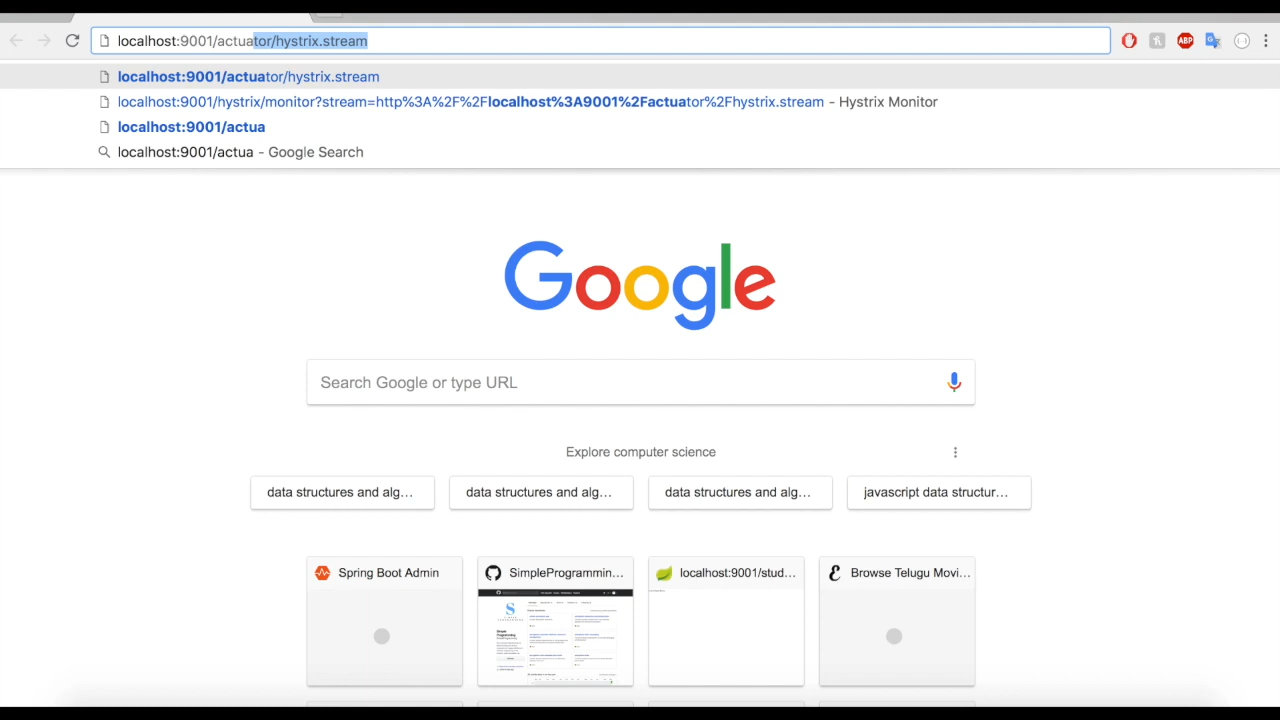 localhost:9001/actuator/hystrix.stream
ABP
localhost:9001/actuator/hystrix.stream
localhost:9001/hystrix/monitor?stream=http%3A%2F%2Flocalhost%3A9001%2Factuator%2Fhystrix.stream - Hystrix Monitor
localhost:9001/actua
localhost:9001/actua - Google Search
Google
Search Google or type URL
Explore computer science
data structures and alg...
data structures and alg...
data structures and alg...
javascript data structur...
Spring Boot Admin
SimpleProgrammin...
localhost:9001/stud...
Browse Telugu Movi...